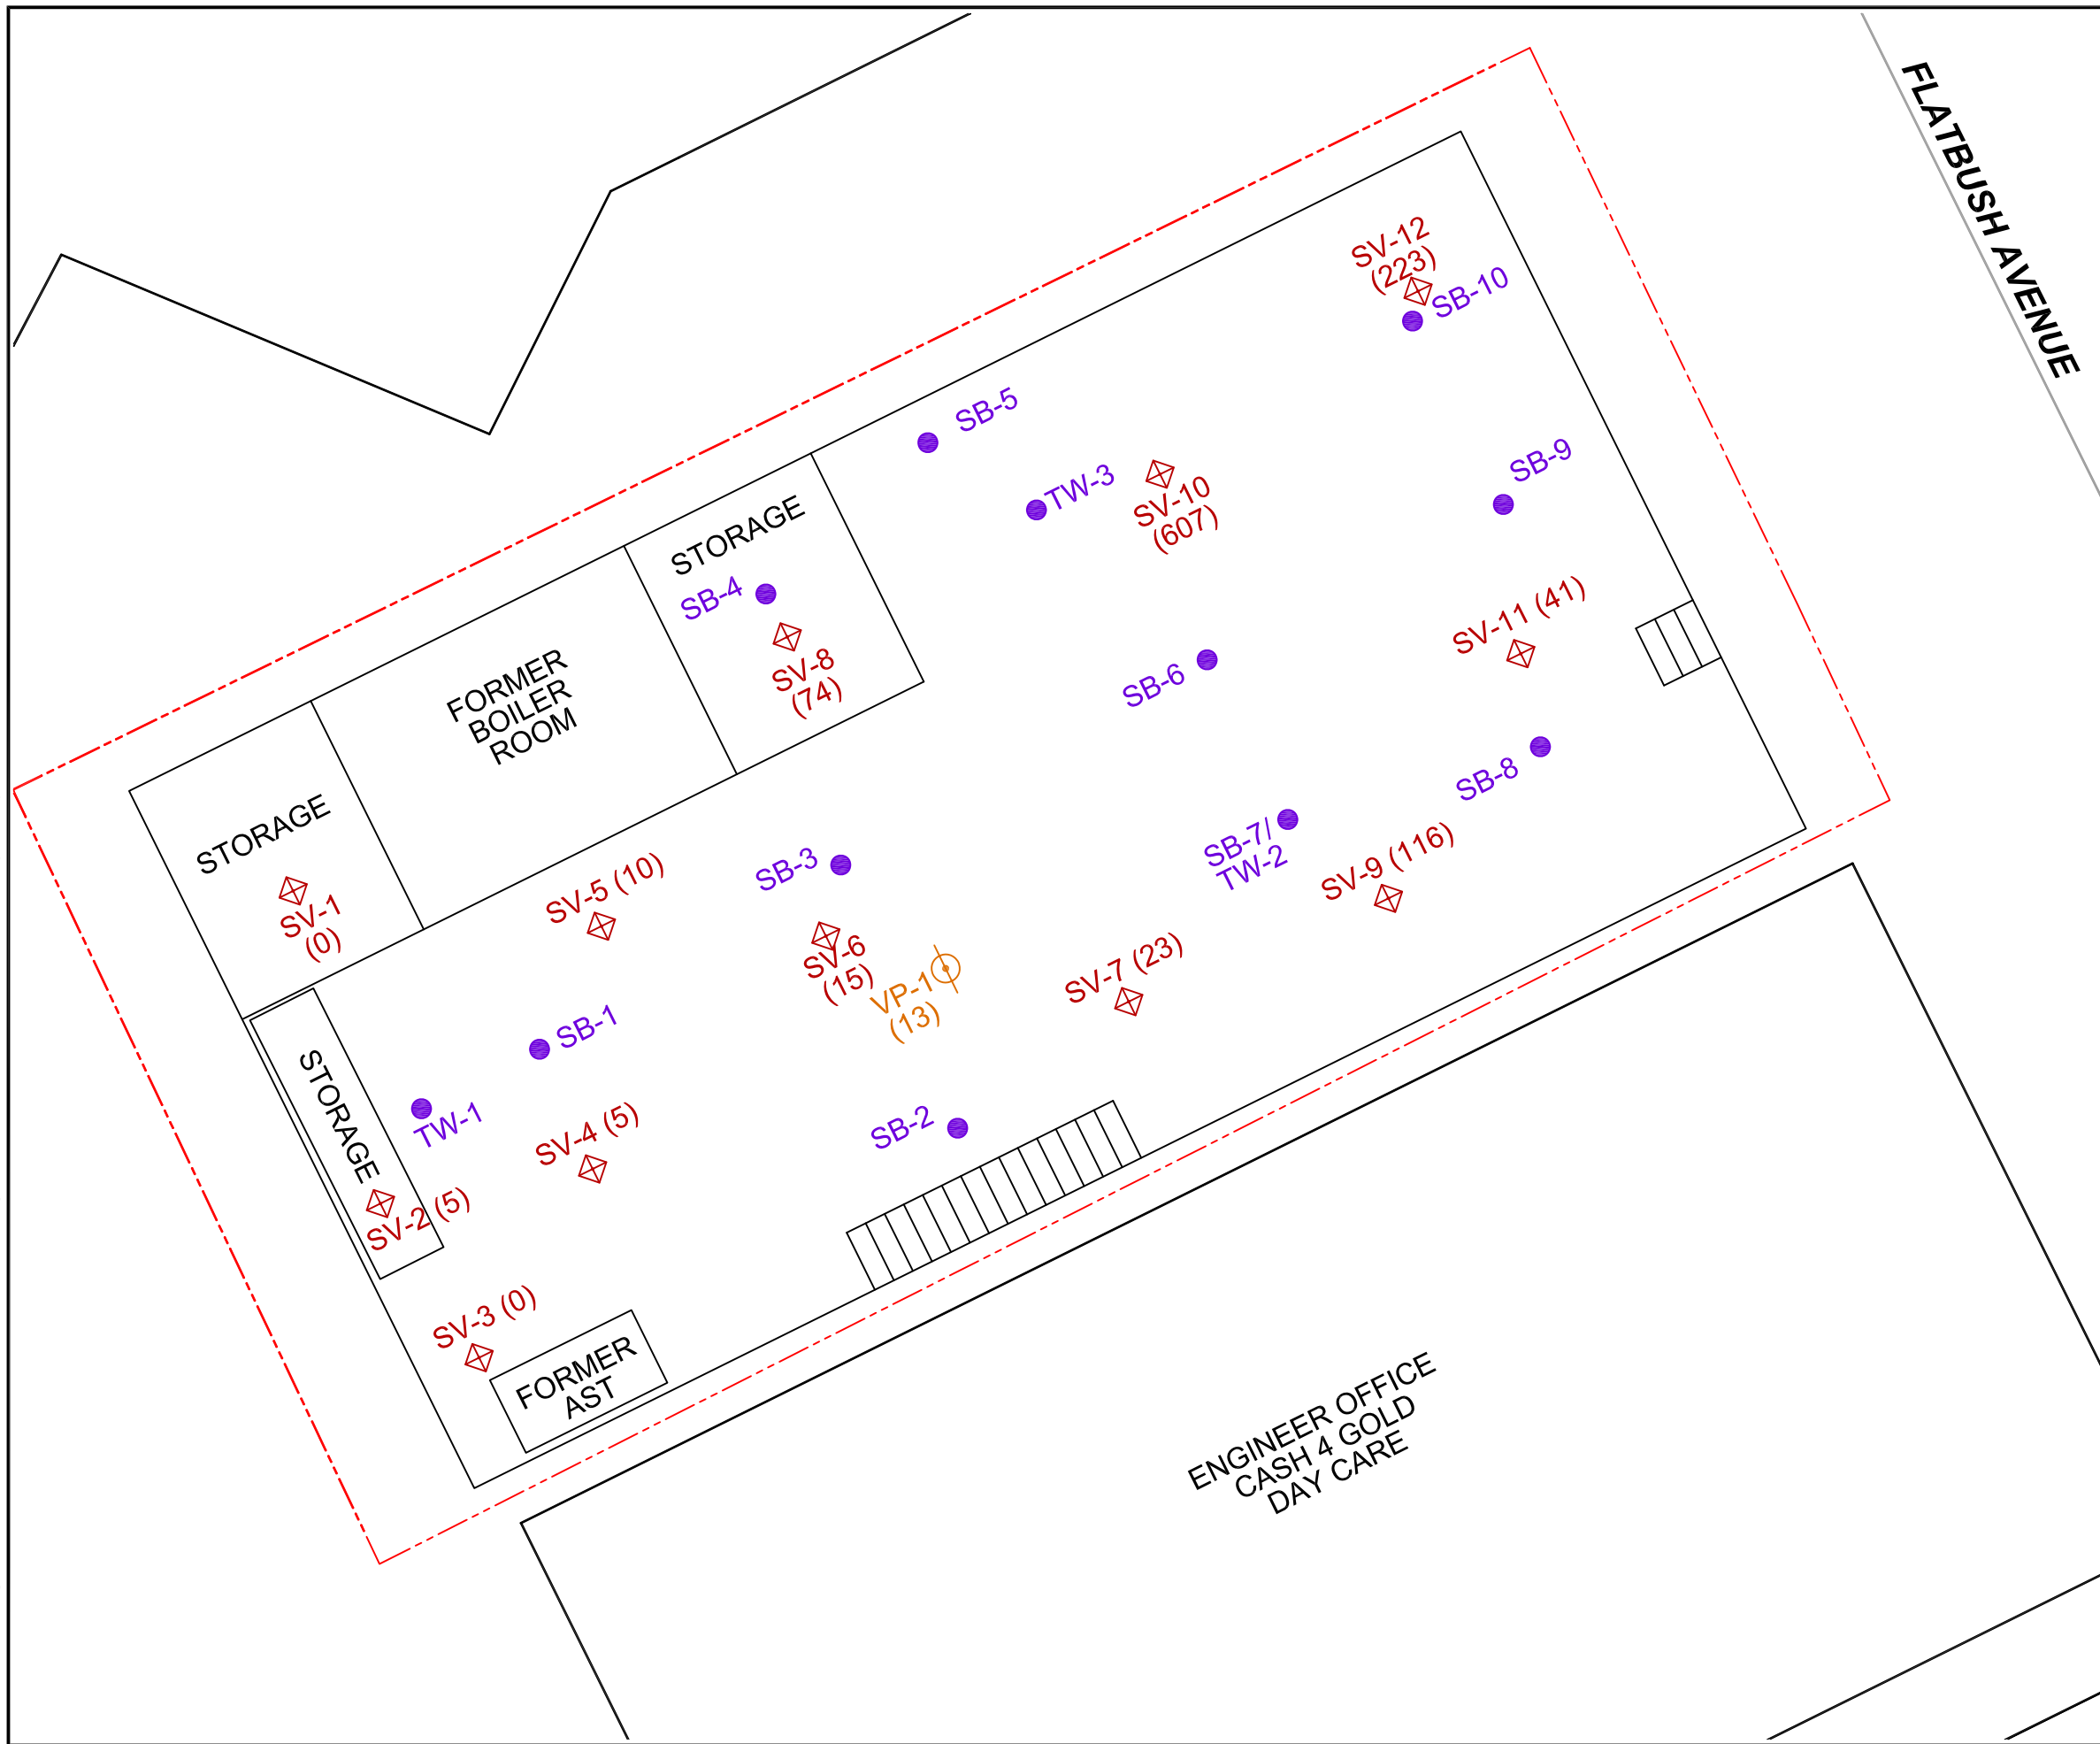 FLATBUSH AVENUE
SV-12
(223)
SB-10
SB-5
TW-3
SV-10
(607)
SB-9
STORAGE
SB-4
SV-8
(74)
SV-11 (41)
SB-6
FORMER
BOILER
ROOM
SB-8
STORAGE
SV-1
(0)
SV-5 (10)
SB-3
SB-7/
TW-2
SV-9 (116)
SV-6
(15)
VP-1
(13)
SV-7 (23)
SB-1
STORAGE
TW-1
SV-4 (5)
SB-2
SV-2 (5)
SV-3 (0)
FORMER
AST
ENGINEER OFFICE
CASH 4 GOLD
DAY CARE